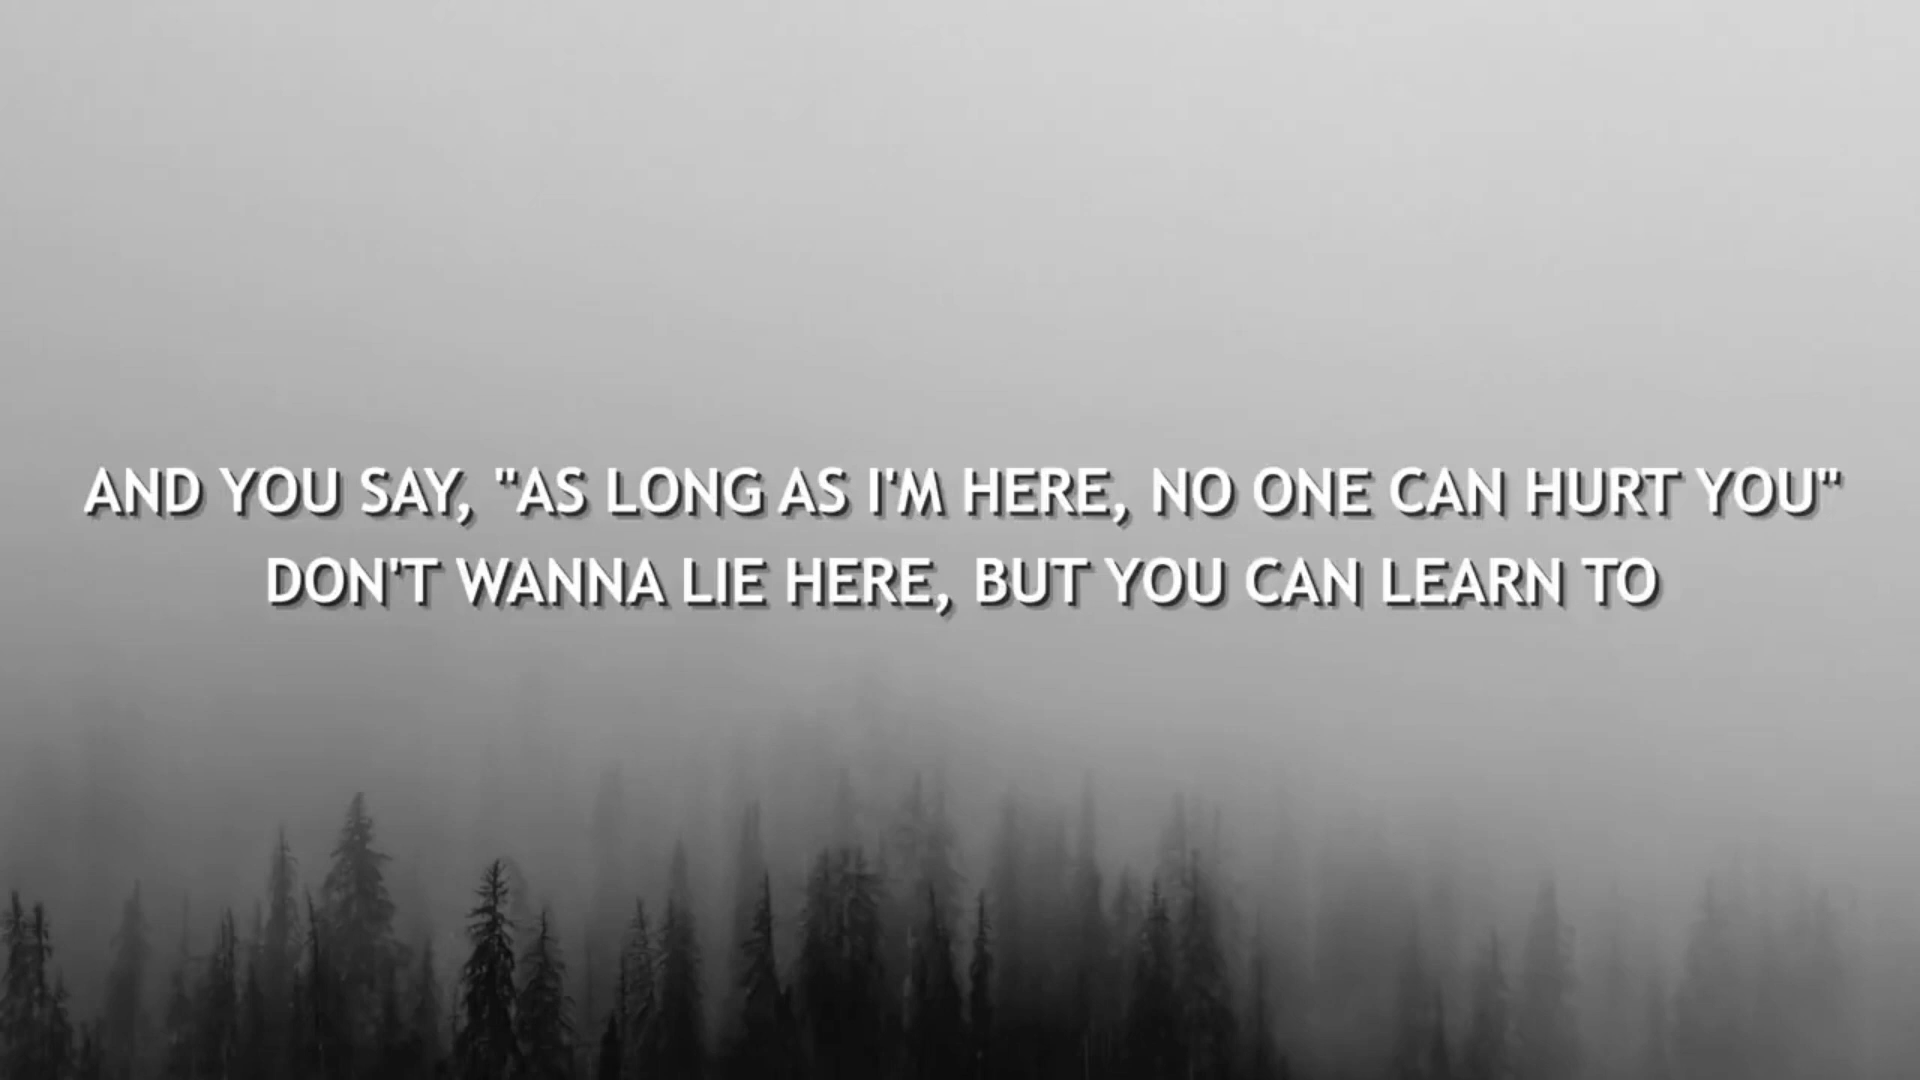 AND YOU SAY, "AS LONG AS I'M HERE, NO ONE CAN HURT YOU"
DON'T WANNA LIE HERE, BUT YOU CAN LEARN TO